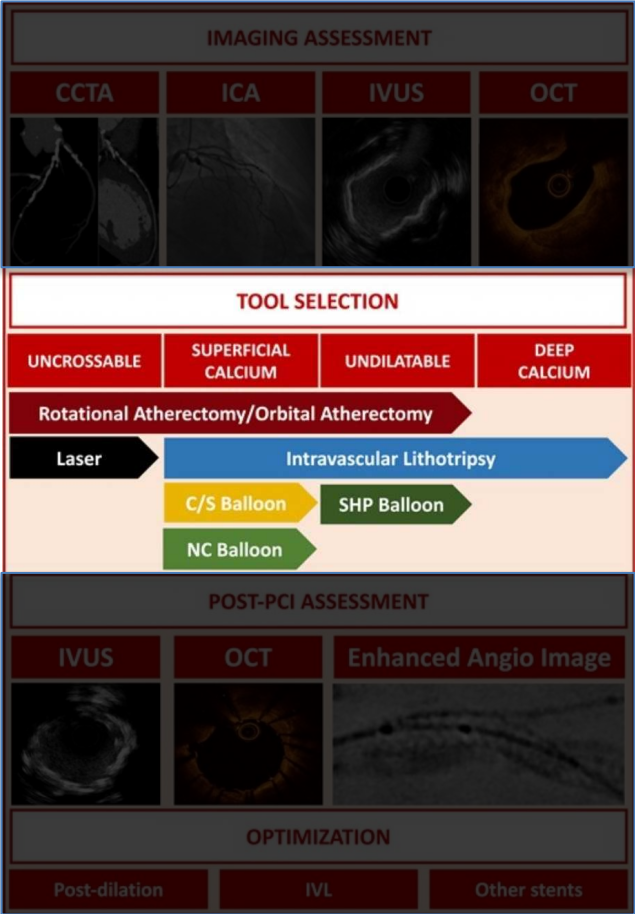 IMAGING ASSESSMENT
CCTA
ICA
IVUS
OCT
TOOL SELECTION
UNCROSSABLE
SUPERFICIAL
CALCIUM
UNDILATABLE
DEEP
CALCIUM
Rotational Atherectomy/Orbital Atherectomy
Laser
Intravascular Lithotripsy
C/S Balloon
SHP Balloon
NC Balloon
POST-PCI ASSESSMENT
IVUS
OCT
Enhanced Angio Image
OPTIMIZATION
Post-dilation
IVL
Other stents